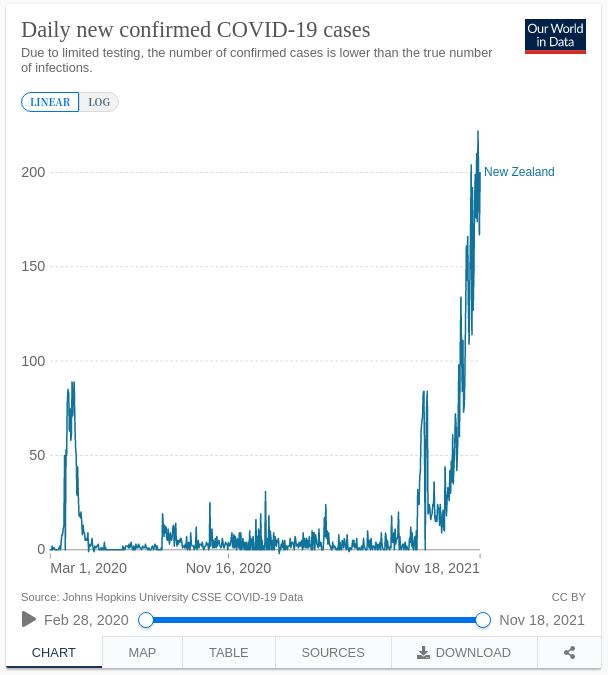 Daily new confirmed COVID-19 cases
Due to limited testing, the number of confirmed cases is lower than the true number
of infections.
Our World
in Data
LINEAR
LOG
200
New Zealand
150
100
50
0
Mar 1, 2020
Nov 16, 2020
Nov 18, 2021
Source: Johns Hopkins University CSSE COVID-19 Data
CC BY
Feb 28, 2020
Nov 18, 2021
CHART
MAP
TABLE
SOURCES
DOWNLOAD